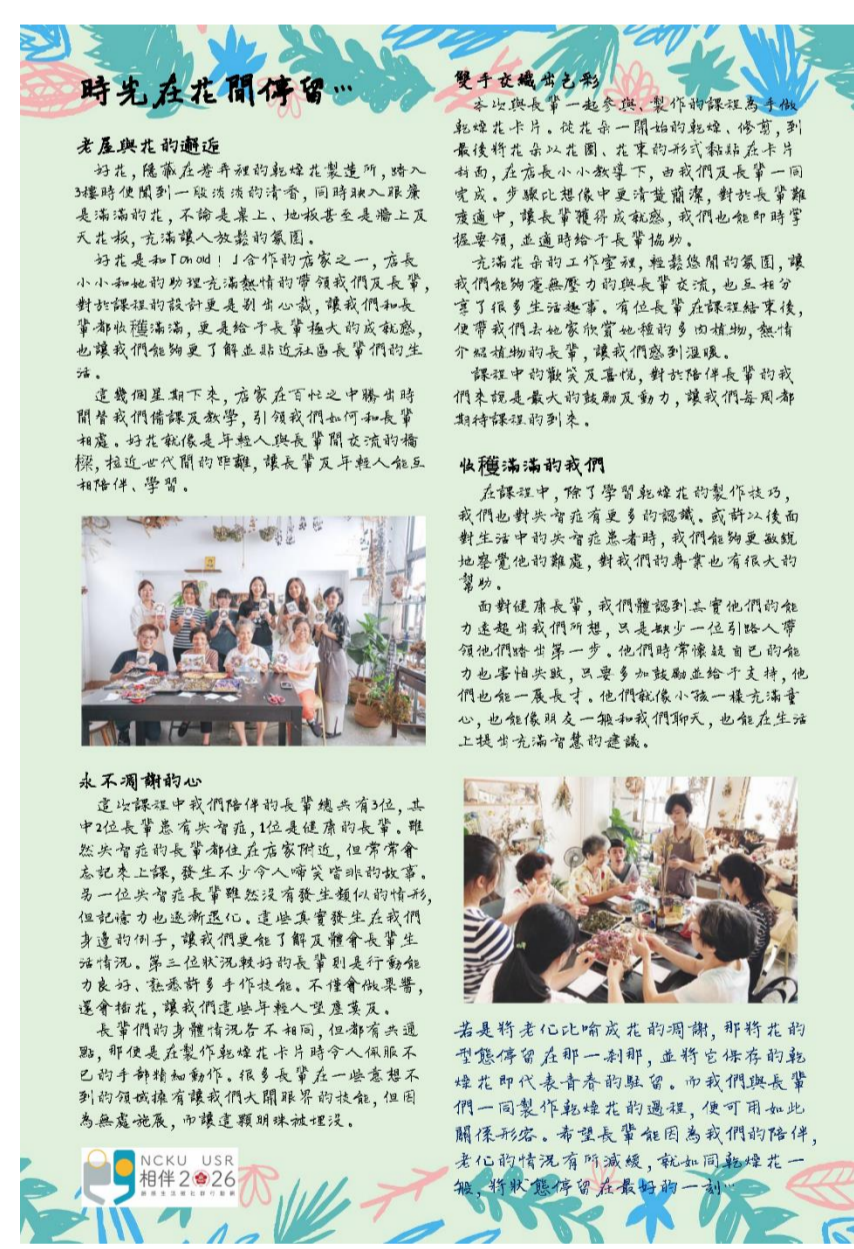 時光在花間停留…
老屋與花的邂逅
好花，隱藏在巷弄裡的乾燥花製造所，踏入
3樓時便聞到一股淡淡的清香，同時映入眼簾
是滿滿的花，不論是桌上、地板甚至是牆上及
天花板，充滿讓人放鬆的氛圍。
好花是和「Tohoold！」合作的店家之一，店長
小小和她的助理充滿熱情的帶領我們及長輩，
對於課程的設計更是別出心裁，讓我們和長
輩都收穫滿滿，更是給予長輩極大的成就感，
也讓我們能夠更了解並貼近社區長輩們的生
活。
這幾個星期下來，店家在百忙之中騰出時
間替我們備課及教學，引領我們如何和長輩
相處。好花就像是年輕人與長輩間交流的橋
樑，拉近世代間的距離，讓長輩及年輕人能互
相陪伴、學習。
永不凋謝的心
這次課程中我們陪伴的長輩總共有3位，其
中2位長輩患有失智症，1位是健康的長輩。雖
然失智症的長輩都住在店家附近，但常常會
忘記來上課，發生不少令人啼笑皆非的故事。
另一位失智症長輩雖然沒有發生類似的情形，
但記憶力也逐漸退化。這些真實發生在我們
身邊的例子，讓我們更能了解及體會長輩生
活情況。第三位狀況較好的長輩則是行動能
力良好、熟悉許多手作技能。不僅會做果醬，
還會插花，讓我們這些年輕人望塵莫及。
長輩們的身體情況各不相同，但都有共通
點，那便是在製作乾燥花卡片時令人佩服不
已的手部精細動作。很多長輩在一些意想不
到的領域擁有讓我們大開眼界的技能，但因
為無處施展，而讓這顆明珠被埋沒。
NCKU USR
相伴2026
雙手交織出色彩
本次與長輩一起參與、製作的課程為手做
乾燥花卡片。從花朵一開始的乾燥、修剪，到
最後將花朵以花圈、花束的形式黏貼在卡片
封面，在店長小小教導下，由我們及長輩一同
完成。步驟比想像中更清楚簡潔，對於長輩難
度適中，讓長輩獲得成就感，我們也能即時掌
握要領，並適時給予長輩協助。
充滿花朵的工作室裡，輕鬆悠閒的氛圍，讓
我們能夠毫無壓力的與長輩交流，也互相分
享了很多生活趣事。有位長輩在課程結束後，
便帶我們去她家欣賞她種的多肉植物，熱情
介紹植物的長輩，讓我們感到溫暖。
課程中的歡笑及喜悅，對於陪伴長輩的我
們來說是最大的鼓勵及動力，讓我們每周都
期待課程的到來。
收穫滿滿的我們
在課程中，除了學習乾燥花的製作技巧，
我們也對失智症有更多的認識。或許以後面
對生活中的失智症患者時，我們能夠更敏銳
地察覺他的難處，對我們的專業也有很大的
幫助。
面對健康長輩，我們體認到其實他們的能
力遠超出我們所想，只是缺少一位引路人帶
領他們踏出第一步。他們時常懷疑自己的能
力也害怕失敗，只要多加鼓勵並給予支持，他
們也能一展長才。他們就像小孩一樣充滿童
心，也能像朋友一般和我們聊天，也能在生活
上提出充滿智慧的建議。
若是將老化比喻成花的凋謝，那將花的
型態停留在那一剎那，並將它保存的乾
燥花即代表青春的駐留。而我們與長輩
們一同製作乾燥花的過程，便可用如此
關係形容。希望長輩能因為我們的陪伴，
老化的情況有所減緩，就如同乾燥花一
般，將狀態停留在最好的一刻…